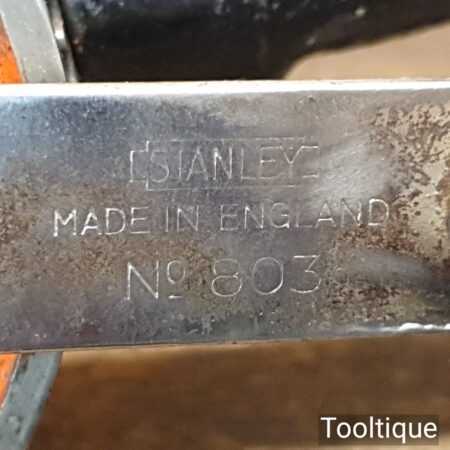 STANLEY
MADE IN ENGLAND
Nº 803
Tooltique